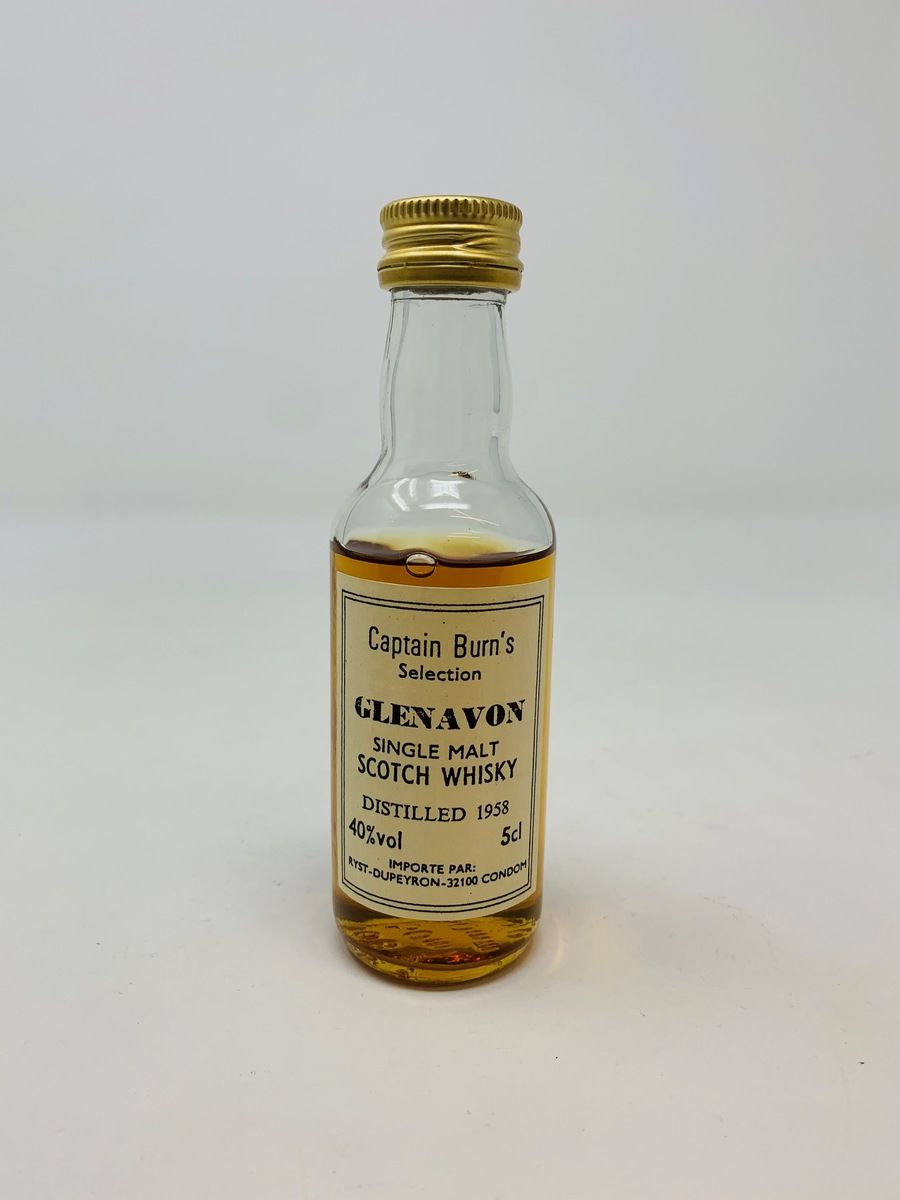 Captain Burn's
Selection
GLENAVON
SINGLE MALT
SCOTCH WHISKY
DISTILLED 1958
40%vol 5cl
IMPORTE PAR:
RYST-DUPEYRON-32100 CONDOM